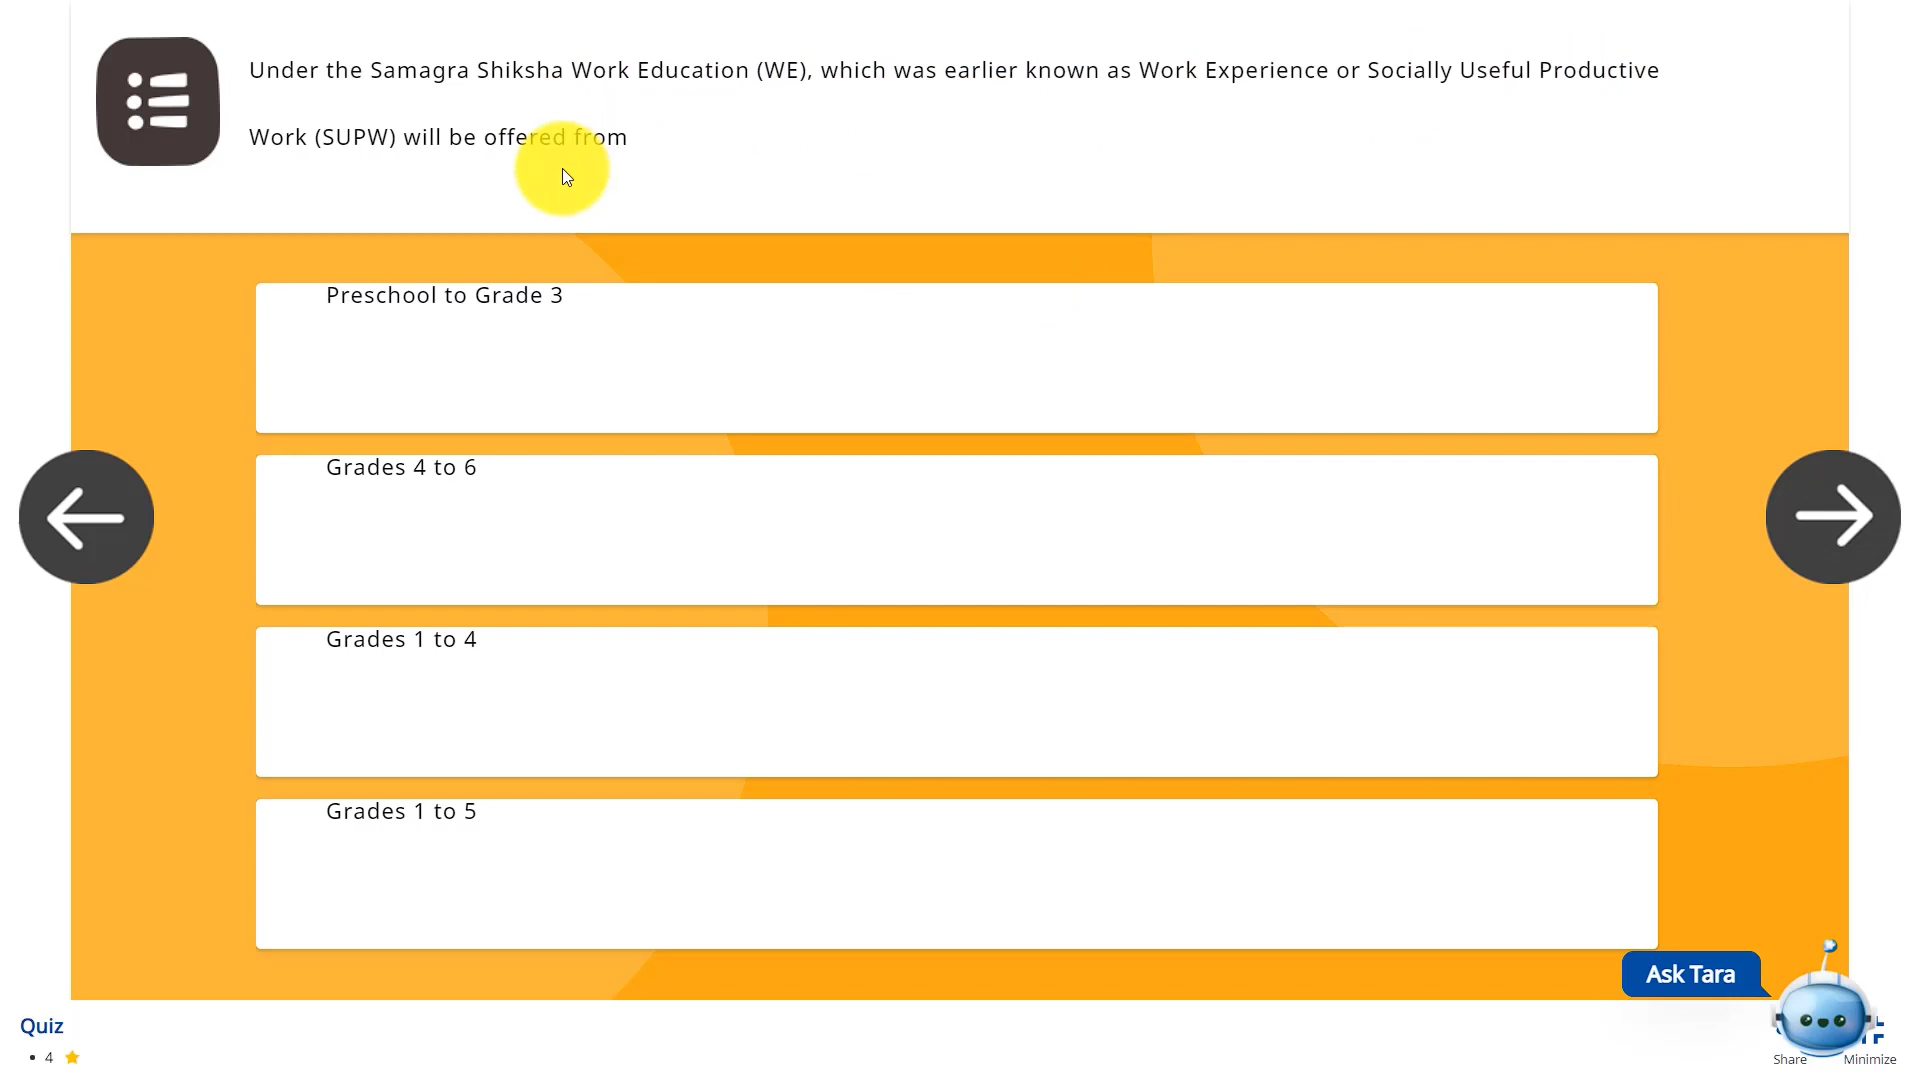 Under the Samagra Shiksha Work Education (WE), which was earlier known as Work Experience or Socially Useful Productive
Work (SUPW) will be offered from
Preschool to Grade 3
Grades 4 to 6
Grades 1 to 4
Grades 1 to 5
Ask Tara
Quiz
• 4
Share
Minimize